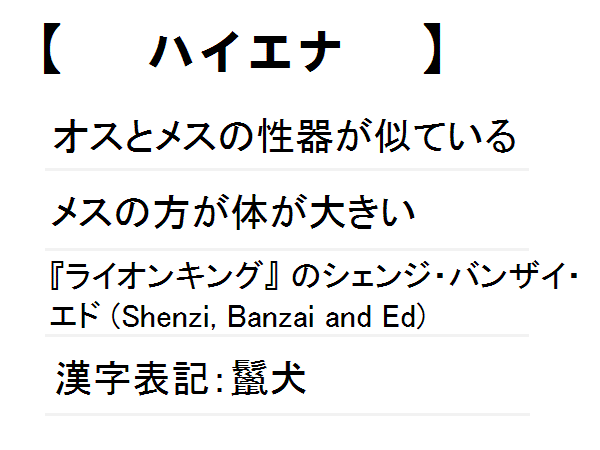 【　ハイエナ　】
オスとメスの性器が似ている
メスの方が体が大きい
『ライオンキング』のシェンジ・バンザイ・
エド (Shenzi, Banzai and Ed)
漢字表記：鬣犬